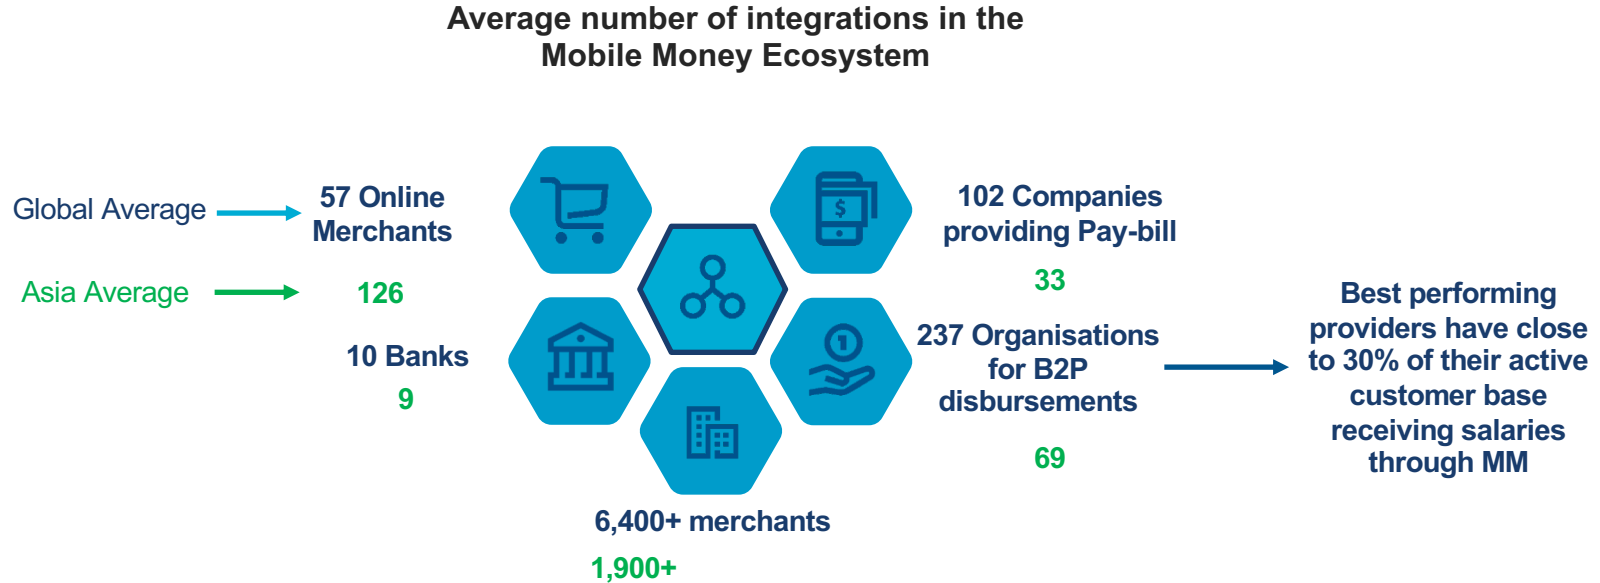 Average number of integrations in the
Mobile Money Ecosystem
Global Average
57 Online
Merchants
Asia Average
126
10 Banks
9
6,400+ merchants
1,900+
$
102 Companies
providing Pay-bill
33
1
237 Organisations
for B2P
disbursements
69
Best performing
providers have close
to 30% of their active
customer base
receiving salaries
through MM